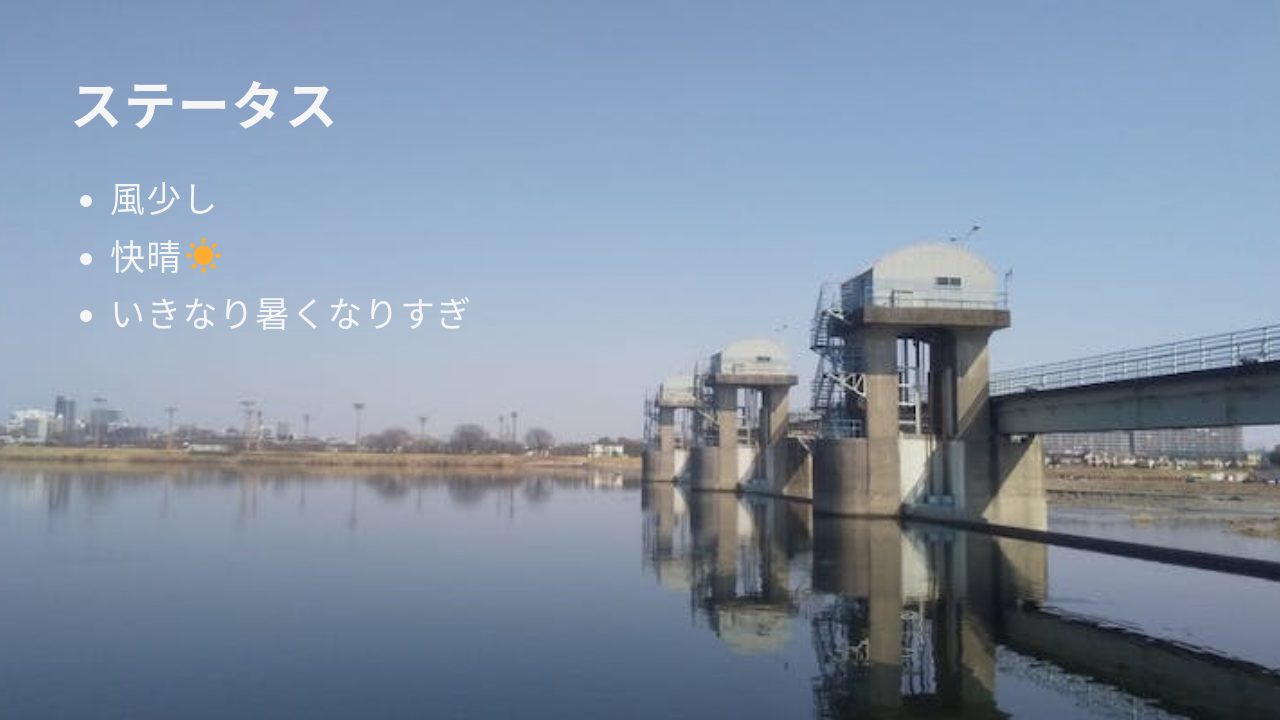 ステータス
• 風少し
• 快晴☀️
• いきなり暑くなりすぎ